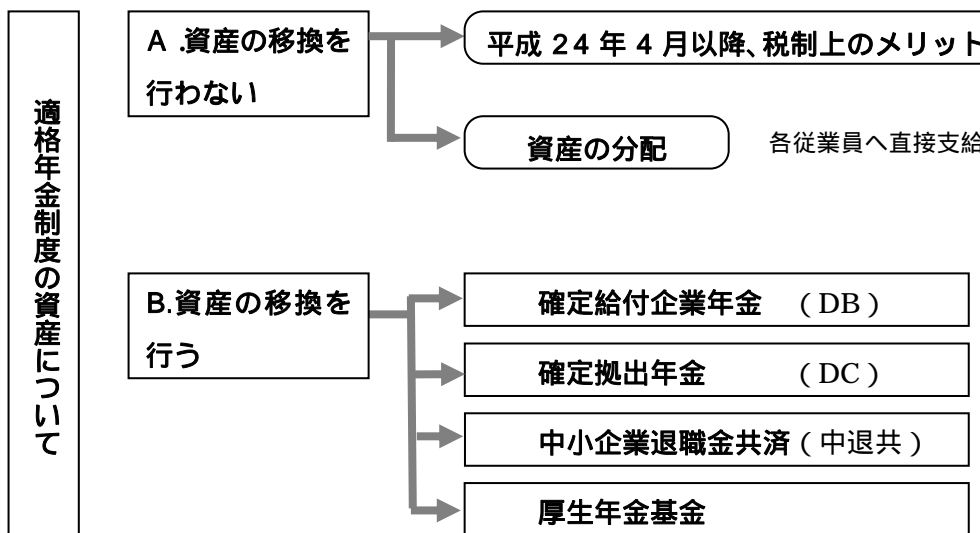 適格年金制度の資産について
A .資産の移換を
行わない
平成 24 年 4 月以降、税制上のメリット
資産の分配
各従業員へ直接支給
B.資産の移換を
行う
確定給付企業年金 （DB）
確定拠出年金 （DC）
中小企業退職金共済（中退共）
厚生年金基金